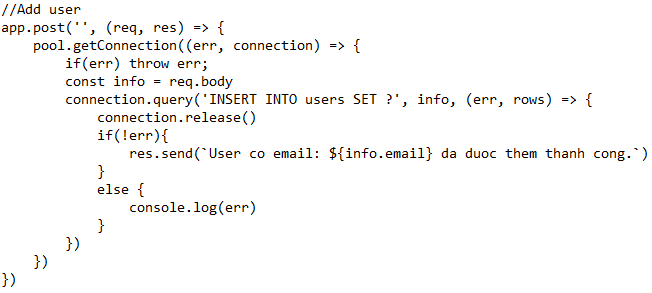 //Add user
app.post('', (req, res) => {
    pool.getConnection((err, connection) => {
        if(err) throw err;
        const info = req.body
        connection.query('INSERT INTO users SET ?', info, (err, rows) => {
            connection.release()
            if(!err){
                res.send(`User co email: ${info.email} da duoc them thanh cong.`)
            }
            else {
                console.log(err)
            }
        })
    })
})